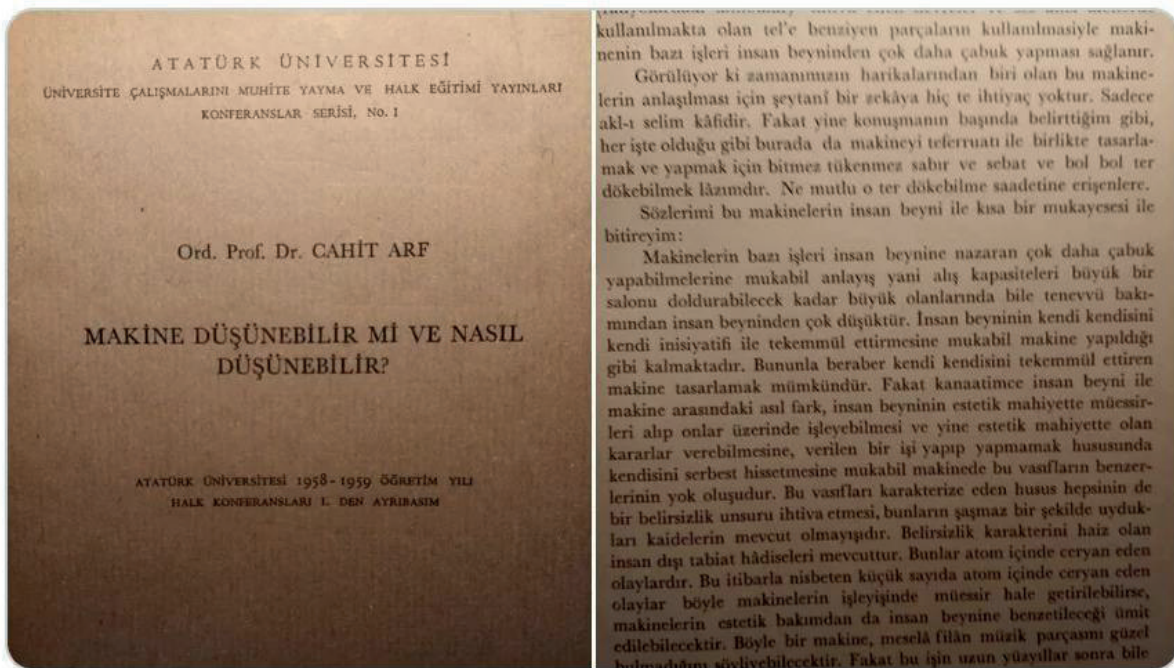 ATATÜRK ÜNİVERSİTESİ
ÜNİVERSİTE ÇALIŞMALARINI MUHİTE YAYMA VE HALK EĞİTİMİ YAYINLARI
KONFERANSLAR SERİSİ, No. 1
Ord. Prof. Dr. CAHİT ARF
MAKİNE DÜŞÜNEBİLİR Mİ VE NASIL
DÜŞÜNEBİLİR?
ATATÜRK ÜNİVERSİTESİ 1958-1959 ÖĞRETİM YILI
HALK KONFERANSLARI I. DEN AYRIBASIM
kullanılmakta olan tel'e benziyen parçaların kullanılmasiyle maki-
nenin bazı işleri insan beyninden çok daha çabuk yapması sağlanır.
Görülüyor ki zamanımızın harikalarından biri olan bu makine-
lerin anlaşılması için şeytanî bir zekâya hiç te ihtiyaç yoktur. Sadece
akl-ı selim kâfidir. Fakat yine konuşmanın başında belirttiğim gibi,
her işte olduğu gibi burada da makineyi teferruatı ile birlikte tasarla-
mak ve yapmak için bitmez tükenmez sabır ve sebat ve bol bol ter
dökebilmek lâzımdır. Ne mutlu o ter dökebilme saadetine erişenlere.
Sözlerimi bu makinelerin insan beyni ile kısa bir mukayesesi ile
bitireyim:
Makinelerin bazı işleri insan beynine nazaran çok daha çabuk
yapabilmelerine mukabil anlayış yani alış kapasiteleri büyük bir
salonu doldurabilecek kadar büyük olanlarında bile tenevvü bakı-
mından insan beyninden çok düşüktür. İnsan beyninin kendi kendisini
kendi inisiyatifi ile tekemmül ettirmesine mukabil makine yapıldığı
gibi kalmaktadır. Bununla beraber kendi kendisini tekemmül ettiren
makine tasarlamak mümkündür. Fakat kanaatimce insan beyni ile
makine arasındaki asıl fark, insan beyninin estetik mahiyette müessir-
leri alıp onlar üzerinde işleyebilmesi ve yine estetik mahiyette olan
kararlar verebilmesine, verilen bir işi yapıp yapmamak hususunda
kendisini serbest hissetmesine mukabil makinede bu vasıfların benzer-
lerinin yok oluşudur. Bu vasıfları karakterize eden husus hepsinin de
bir belirsizlik unsuru ihtiva etmesi, bunların şaşmaz bir şekilde uyduk-
ları kaidelerin mevcut olmayışıdır. Belirsizlik karakterini haiz olan
insan dışı tabiat hâdiseleri mevcuttur. Bunlar atom içinde ceryan eden
olaylardır. Bu itibarla nisbeten küçük sayıda atom içinde ceryan eden
olaylar böyle makinelerin işleyişinde müessir hale getirilebilirse,
makinelerin estetik bakımdan da insan beynine benzetileceği ümit
edilebilecektir. Böyle bir makine, meselâ filân müzik parçasını güzel
bulmadığını söyliyebilecektir. Fakat bu işin uzun yüzyıllar sonra bile